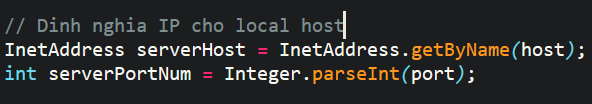 // Dinh nghia IP cho local host
InetAddress serverHost = InetAddress.getByName(host);
int serverPortNum = Integer.parseInt(port);